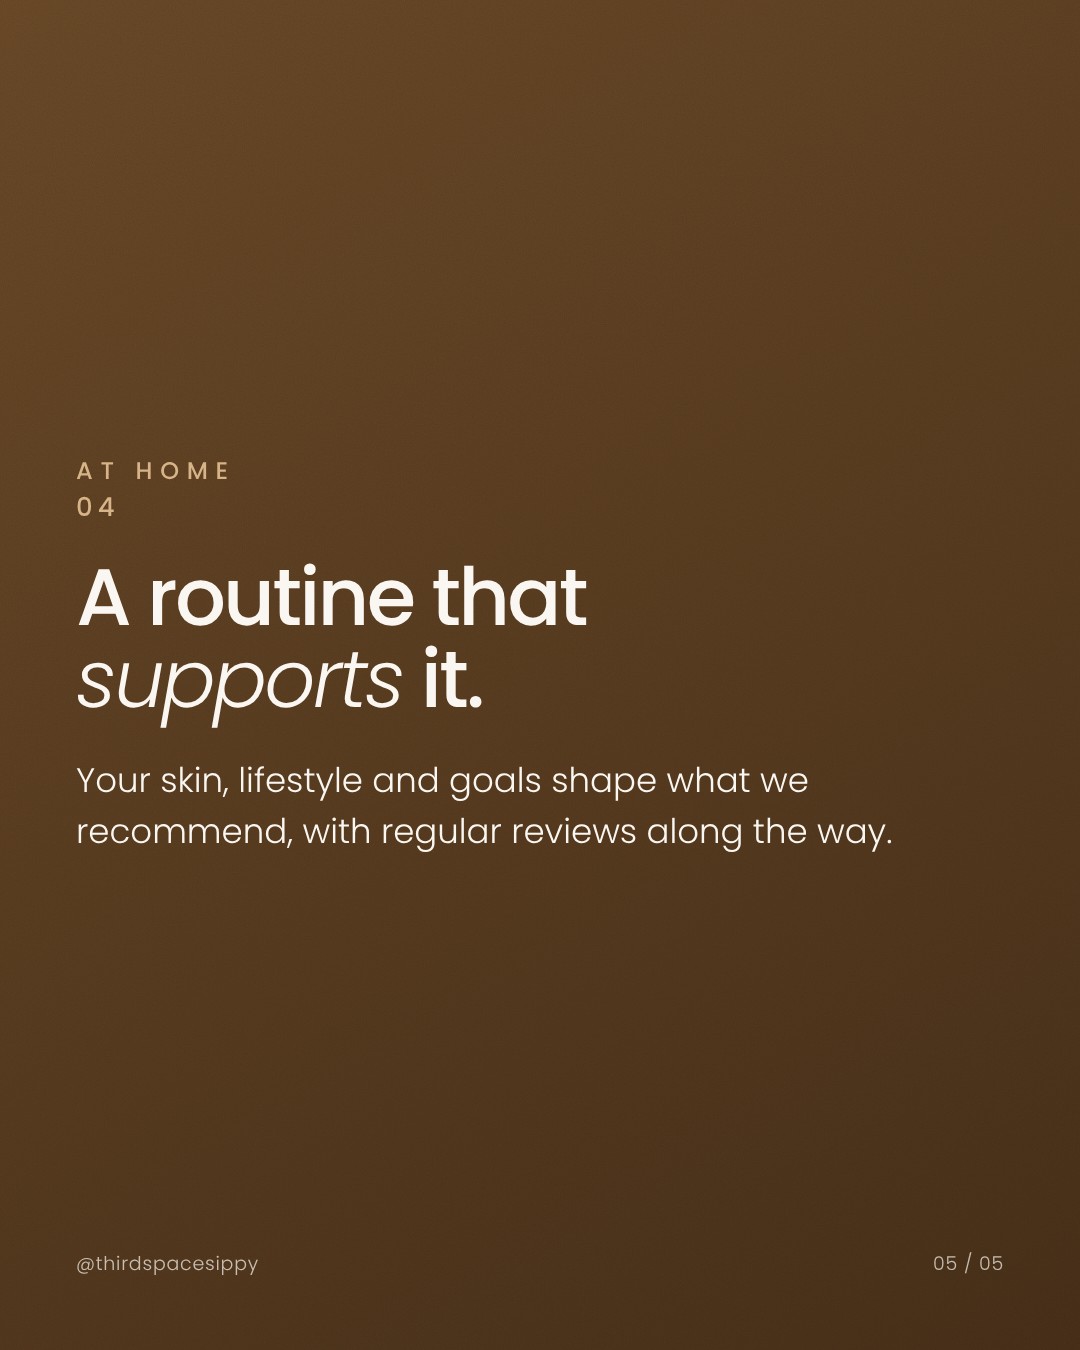 AT HOME
04
A routine that
supports it.
Your skin, lifestyle and goals shape what we
recommend, with regular reviews along the way.
@thirdspacesippy
05 / 05